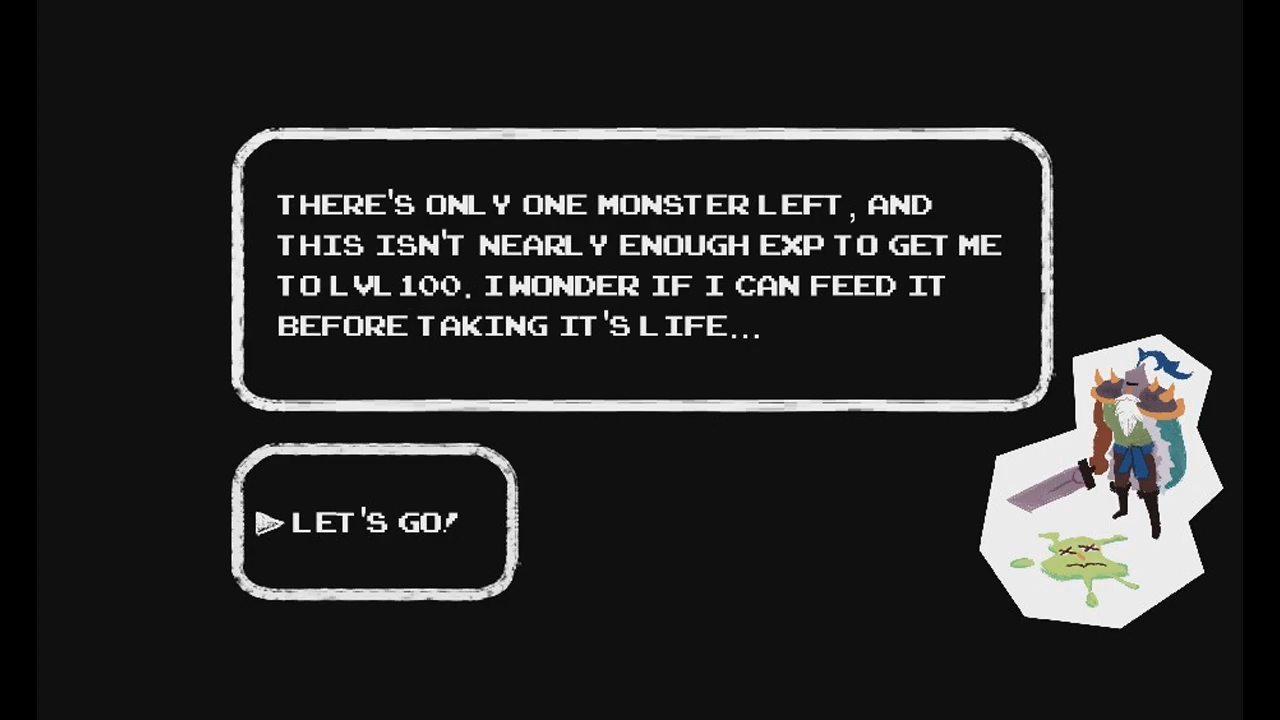 THERE'S ONLY ONE MONSTER LEFT, AND
THIS ISN'T NEARLY ENOUGH EXP TO GET ME
TO LVL 100. I WONDER IF I CAN FEED IT
BEFORE TAKING IT'S LIFE...
LET'S GO!